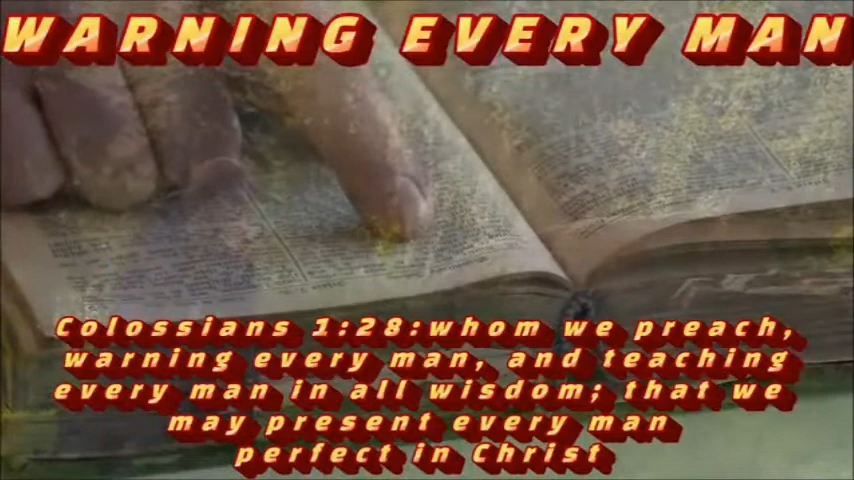 WARNING EVERY MAN
Colossians 1:28:whom we preach,
warning every man, and teaching
every man in all wisdom; that we
may present every man
perfect in Christ